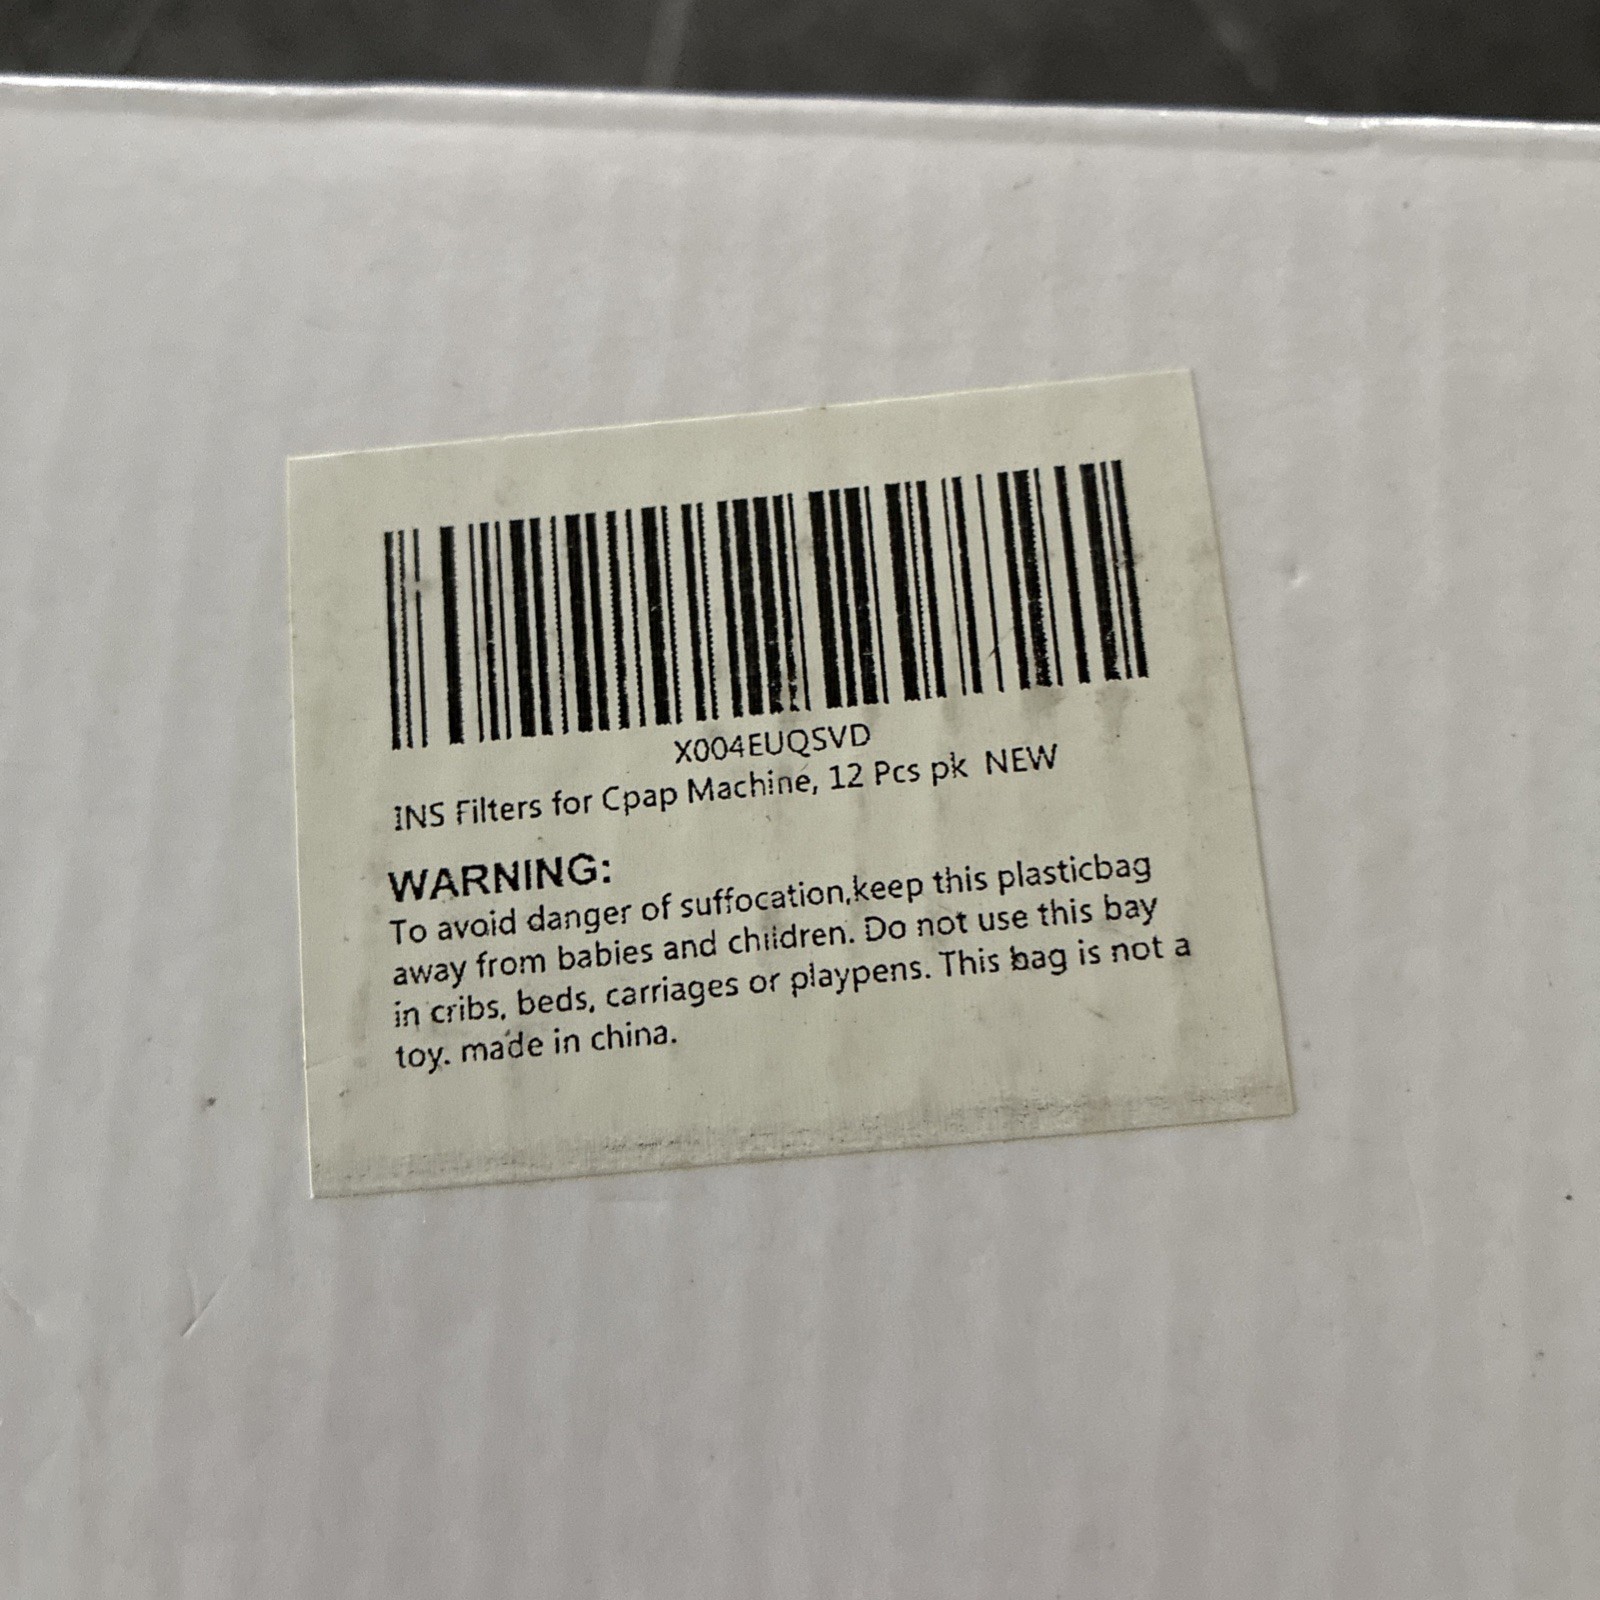 X004EUQSVD
INS Filters for Cpap Machine, 12 Pcs pk NEW
WARNING:
To avoid danger of suffocation,keep this plasticbag
away from babies and children. Do not use this bay
in cribs, beds, carriages or playpens. This bag is not a
toy. made in china.